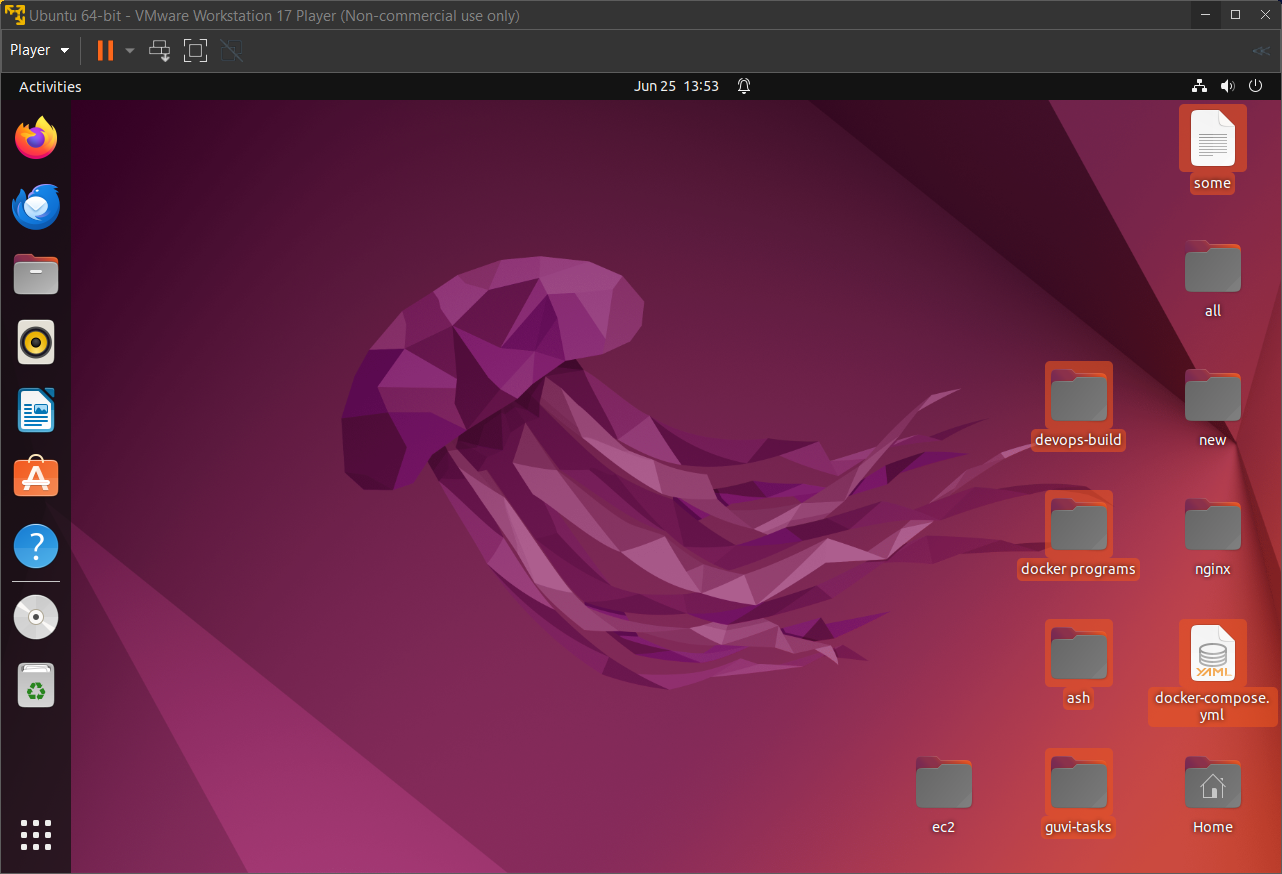 Ubuntu 64-bit - VMware Workstation 17 Player (Non-commercial use only)
Player
Activities
Jun 25 13:53
some
all
devops-build
new
docker programs
nginx
ash
docker-compose.
yml
YAML
ec2
guvi-tasks
Home